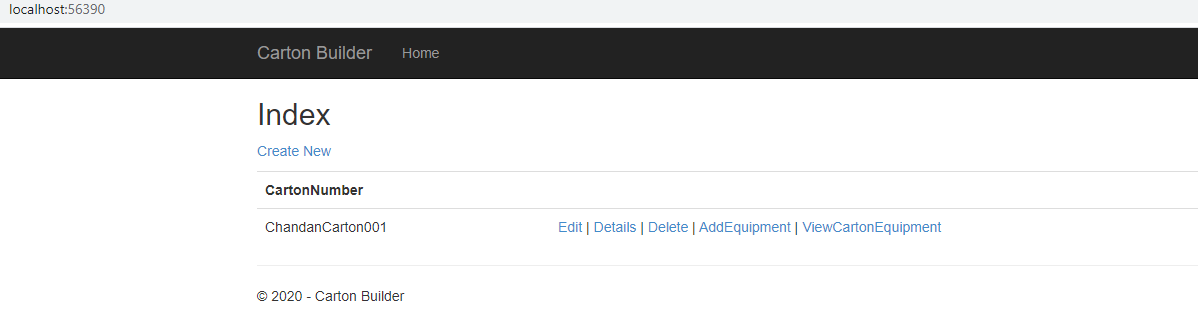 localhost:56390
Carton Builder Home
Index
Create New
CartonNumber
ChandanCarton001 Edit | Details | Delete | AddEquipment | ViewCartonEquipment
© 2020 - Carton Builder